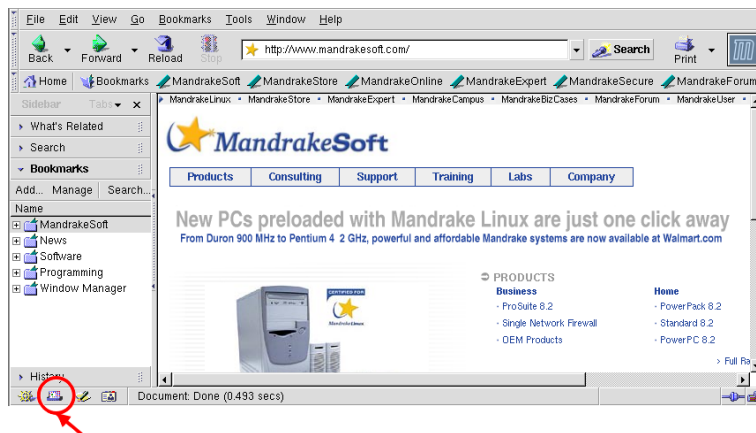 File Edit View Go Bookmarks Tools Window Help
Back Forward Reload Stop http://www.mandrakesoft.com/ Search Print
Home Bookmarks MandrakeSoft MandrakeStore MandrakeOnline MandrakeExpert MandrakeSecure MandrakeForum
Sidebar Tabs
MandrakeLinux MandrakeStore MandrakeExpert MandrakeCampus MandrakeBizCases MandrakeForum MandrakeUser
What's Related
Search
Bookmarks
Add... Manage Search...
Name
MandrakeSoft
News
Software
Programming
Window Manager
History
MandrakeSoft
Products Consulting Support Training Labs Company
New PCs preloaded with Mandrake Linux are just one click away
From Duron 900 MHz to Pentium 4 2 GHz, powerful and affordable Mandrake systems are now available at Walmart.com
CERTIFIED FOR
MandrakeLinux
PRODUCTS
Business Home
- ProSuite 8.2 - PowerPack 8.2
- Single Network Firewall - Standard 8.2
- OEM Products - PowerPC 8.2
> Full Ra
Document: Done (0.493 secs)